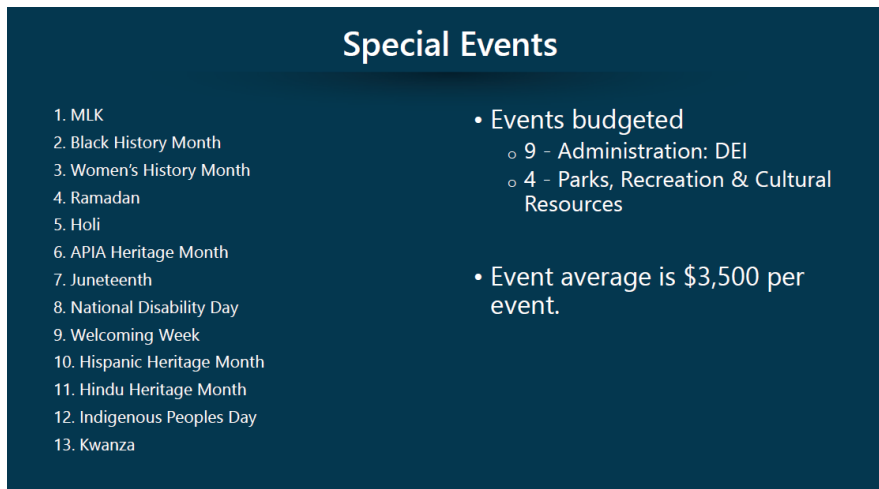 Special Events
1. MLK
2. Black History Month
3. Women’s History Month
4. Ramadan
5. Holi
6. APIA Heritage Month
7. Juneteenth
8. National Disability Day
9. Welcoming Week
10. Hispanic Heritage Month
11. Hindu Heritage Month
12. Indigenous Peoples Day
13. Kwanza
• Events budgeted
o 9 - Administration: DEI
o 4 - Parks, Recreation & Cultural
Resources
• Event average is $3,500 per
event.